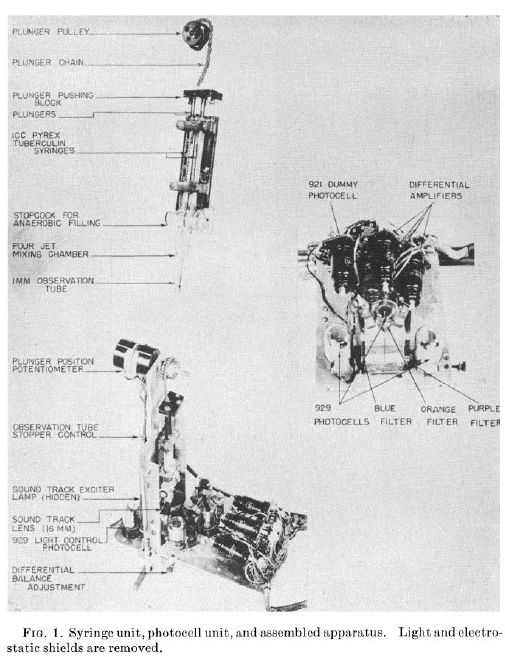 PLUNGER PULLEY
PLUNGER CHAIN
PLUNGER PUSHING
BLOCK
PLUNGERS
1CC PYREX
TUBERCULIN
SYRINGES
STOPCOCK FOR
ANAEROBIC FILLING
FOUR JET
MIXING CHAMBER
1MM OBSERVATION
TUBE
921 DUMMY
PHOTOCELL
DIFFERENTIAL
AMPLIFIERS
929
PHOTOCELLS
BLUE
FILTER
ORANGE
FILTER
PURPLE
FILTER
PLUNGER POSITION
POTENTIOMETER
OBSERVATION TUBE
STOPPER CONTROL
SOUND TRACK EXCITER
LAMP (HIDDEN)
SOUND TRACK
LENS (16 MM)
929 LIGHT CONTROL
PHOTOCELL
DIFFERENTIAL
BALANCE
ADJUSTMENT
FIG. 1. Syringe unit, photocell unit, and assembled apparatus. Light and electro-
static shields are removed.